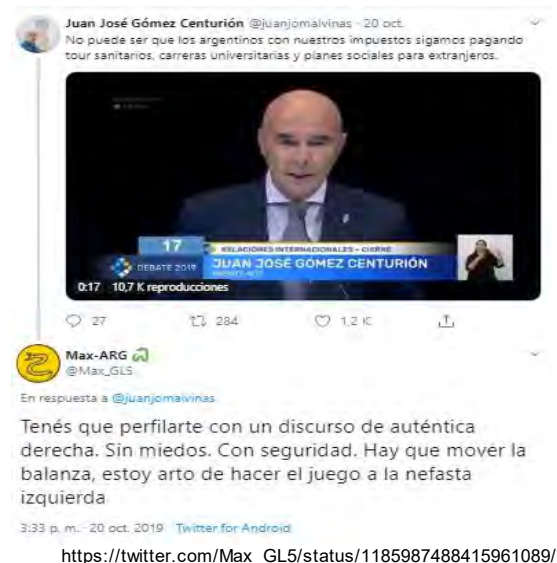 Juan José Gómez Centurión @juanjomalvinas · 20 oct.
No puede ser que los argentinos con nuestros impuestos sigamos pagando
tour sanitarios, carreras universitarias y planes sociales para extranjeros.
17
RELACIONES INTERNACIONALES - CIERRE
DEBATE 2019
JUAN JOSÉ GÓMEZ CENTURIÓN
0:17 10,7 K reproducciones
27 284 1,2 K
Max-ARG
@Max_GL5
En respuesta a @juanjomalvinas
Tenés que perfilarte con un discurso de auténtica
derecha. Sin miedos. Con seguridad. Hay que mover la
balanza, estoy arto de hacer el juego a la nefasta
izquierda
3:33 p. m. · 20 oct. 2019 · Twitter for Android
https://twitter.com/Max_GL5/status/1185987488415961089/